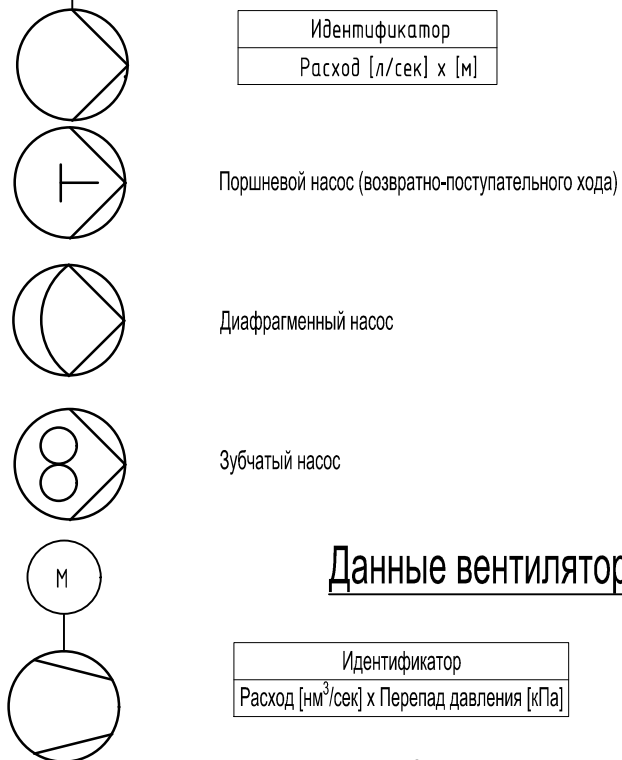 Идентификатор
Расход [л/сек] x [м]
Поршневой насос (возвратно-поступательного хода)
Диафрагменный насос
Зубчатый насос
М
Данные вентилятор
Идентификатор
Расход [нм³/сек] x Перепад давления [кПа]